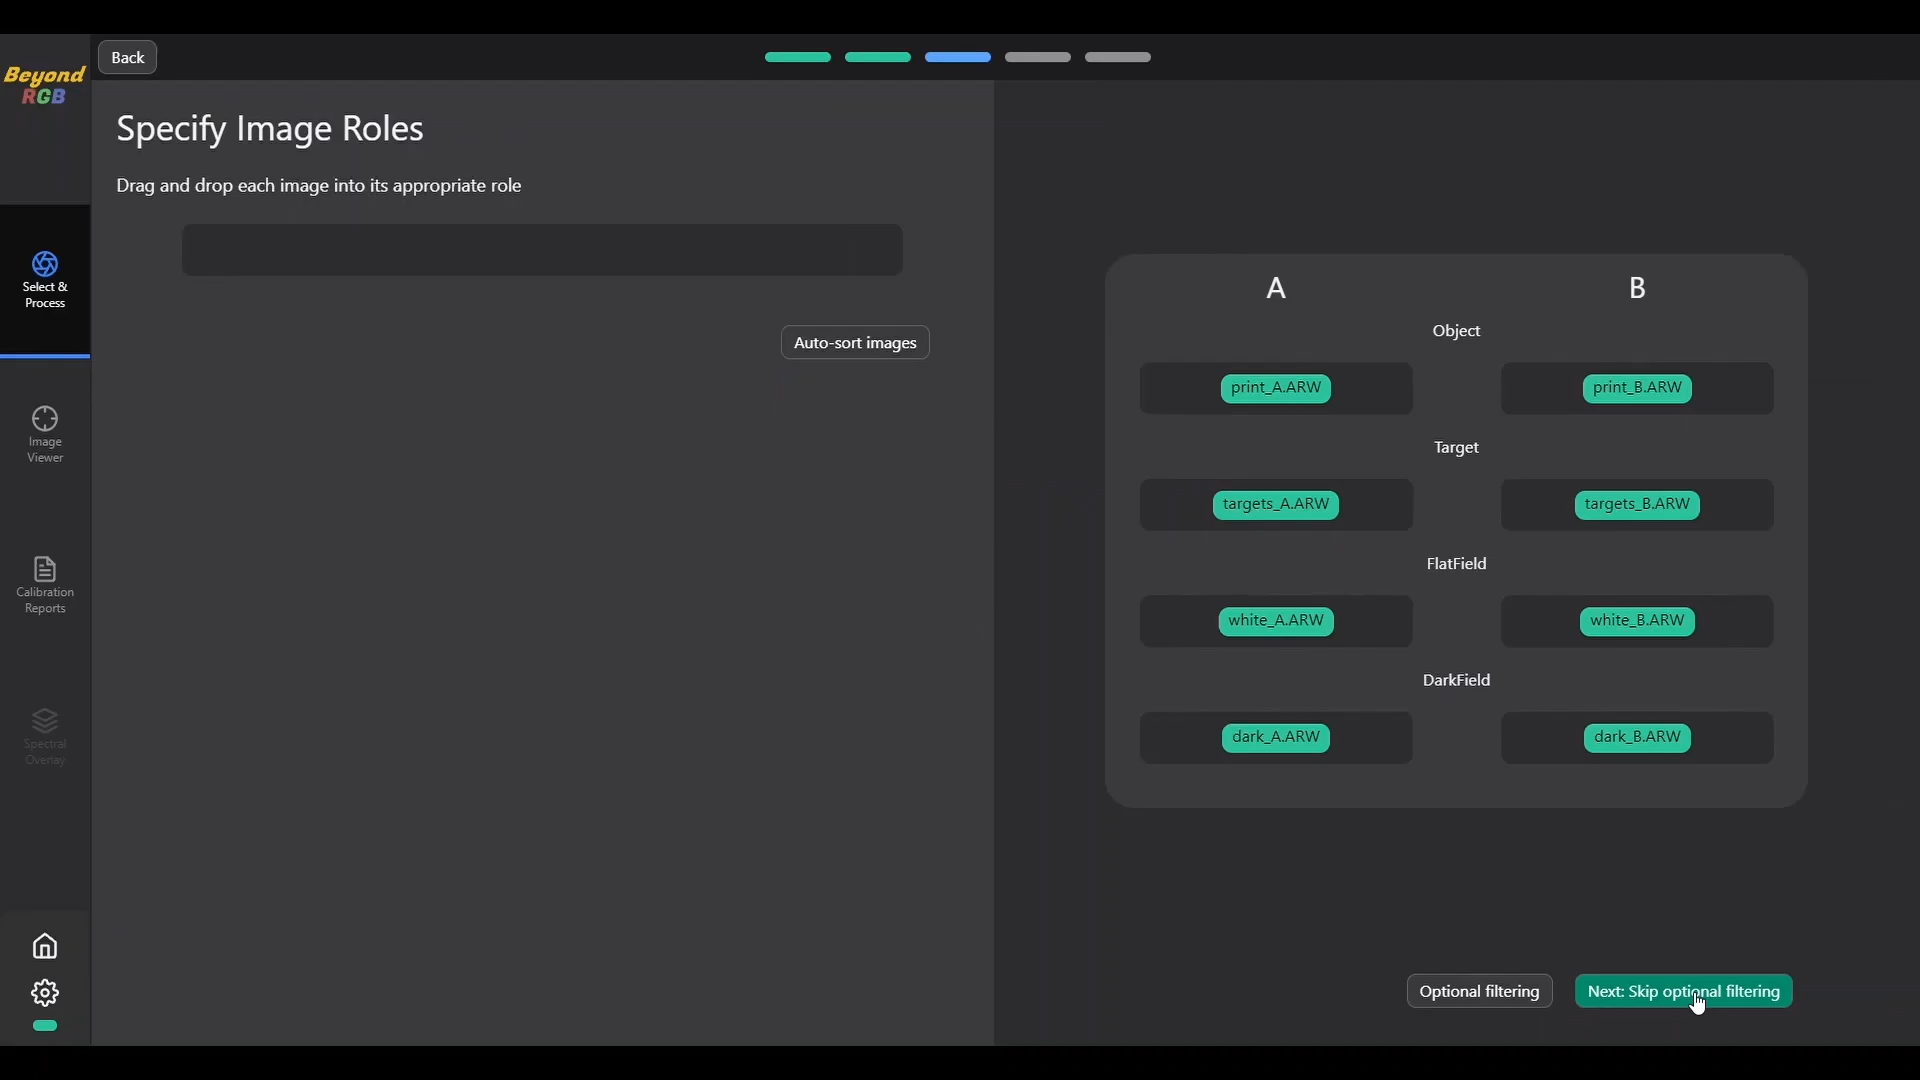 Back
Beyond
RGB
Specify Image Roles
Drag and drop each image into its appropriate role
Auto-sort images
Select &
Process
Image
Viewer
Calibration
Reports
Spectral
Overlay
A
B
Object
print_A.ARW
print_B.ARW
Target
targets_A.ARW
targets_B.ARW
FlatField
white_A.ARW
white_B.ARW
DarkField
dark_A.ARW
dark_B.ARW
Optional filtering
Next: Skip optional filtering